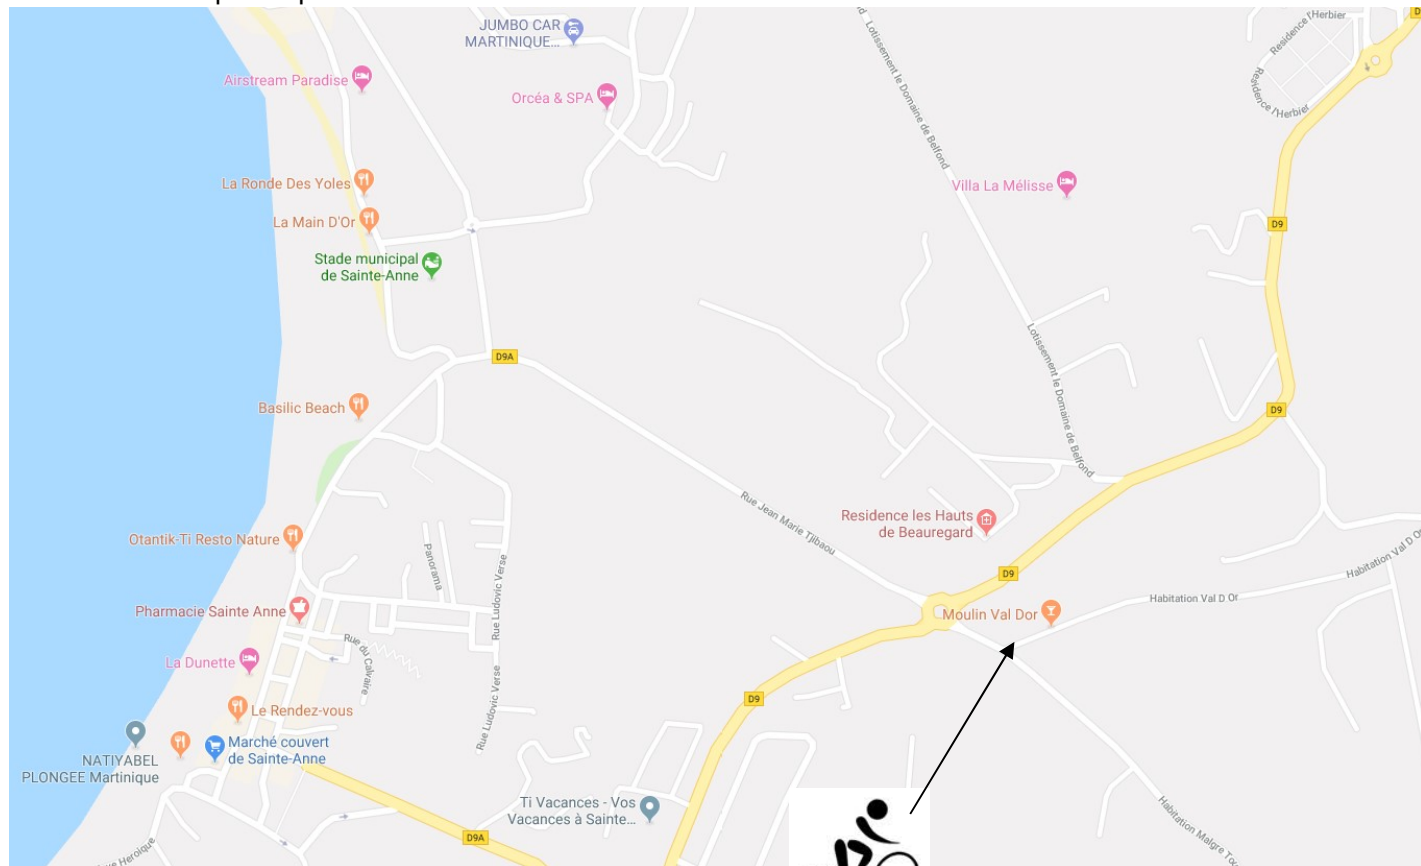 JUMBO CAR
MARTINIQUE...
Airstream Paradise
Orcéa & SPA
La Ronde Des Yoles
La Main D'Or
Stade municipal
de Sainte-Anne
Lotissement le Domaine de Belfond
Residence l'Herbier
Residence l'Herbier
Villa La Mélisse
D9
D9A
Basilic Beach
Lotissement le Domaine de Belfond
D9
Rue Jean Marie Tjibaou
Residence les Hauts
de Beauregard
Otantik-Ti Resto Nature
Panorama
Rue Ludovic Verse
D9
Habitation Val D Or
Habitation Val D Or
Moulin Val Dor
Pharmacie Sainte Anne
Rue du Calvaire
La Dunette
Rue Ludovic Verse
D9
Le Rendez-vous
Marché couvert
de Sainte-Anne
NATIYABEL
PLONGEE Martinique
Ti Vacances - Vos
Vacances à Sainte...
D9A
Habitation Malgre
Heroique